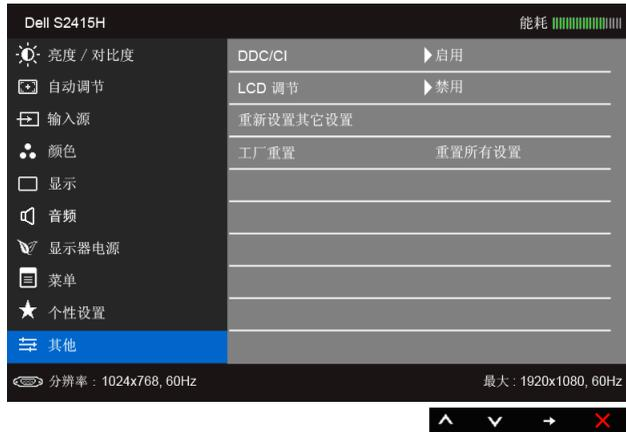 Dell S2415H 能耗
亮度 / 对比度 DDC/CI 启用
自动调节 LCD 调节 禁用
输入源 重新设置其它设置
颜色 工厂重置 重置所有设置
显示
音频
显示器电源
菜单
个性设置
其他
分辨率 : 1024x768, 60Hz 最大 : 1920x1080, 60Hz